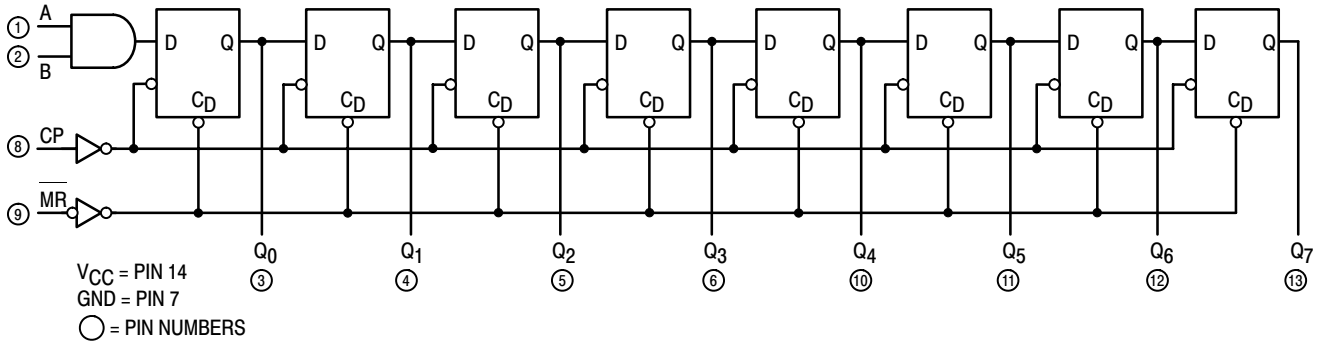 A
① 
② 
B
D Q D Q D Q D Q D Q D Q D Q D Q
CD CD CD CD CD CD CD CD
⑧ CP
⑨ MR
Q0 Q1 Q2 Q3 Q4 Q5 Q6 Q7
③ ④ ⑤ ⑥ ⑩ ⑪ ⑫ ⑬
VCC = PIN 14
GND = PIN 7
= PIN NUMBERS